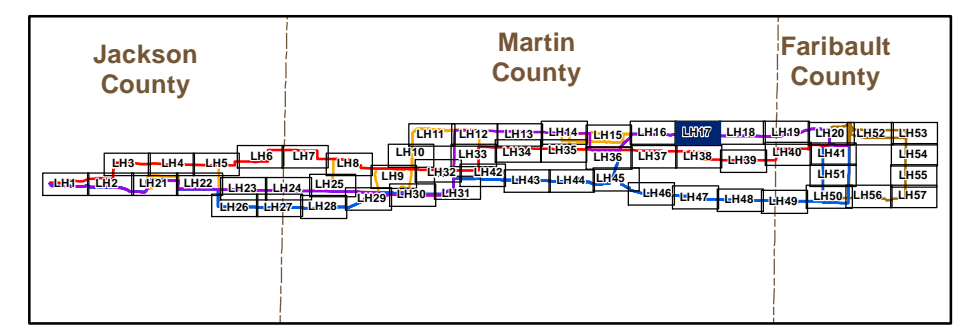 Jackson
County
Martin
County
Faribault
County
LH11 LH12 LH13 LH14 LH15 LH16 LH17 LH18 LH19 LH20 LH52 LH53
LH3 LH4 LH5 LH6 LH7 LH8 LH10 LH33 LH34 LH35 LH36 LH37 LH38 LH39 LH40 LH41 LH54
LH1 LH2 LH21 LH22 LH23 LH24 LH25 LH9 LH32 LH42 LH43 LH44 LH45 LH51 LH55
LH26 LH27 LH28 LH29 LH30 LH31 LH46 LH47 LH48 LH49 LH50 LH56 LH57